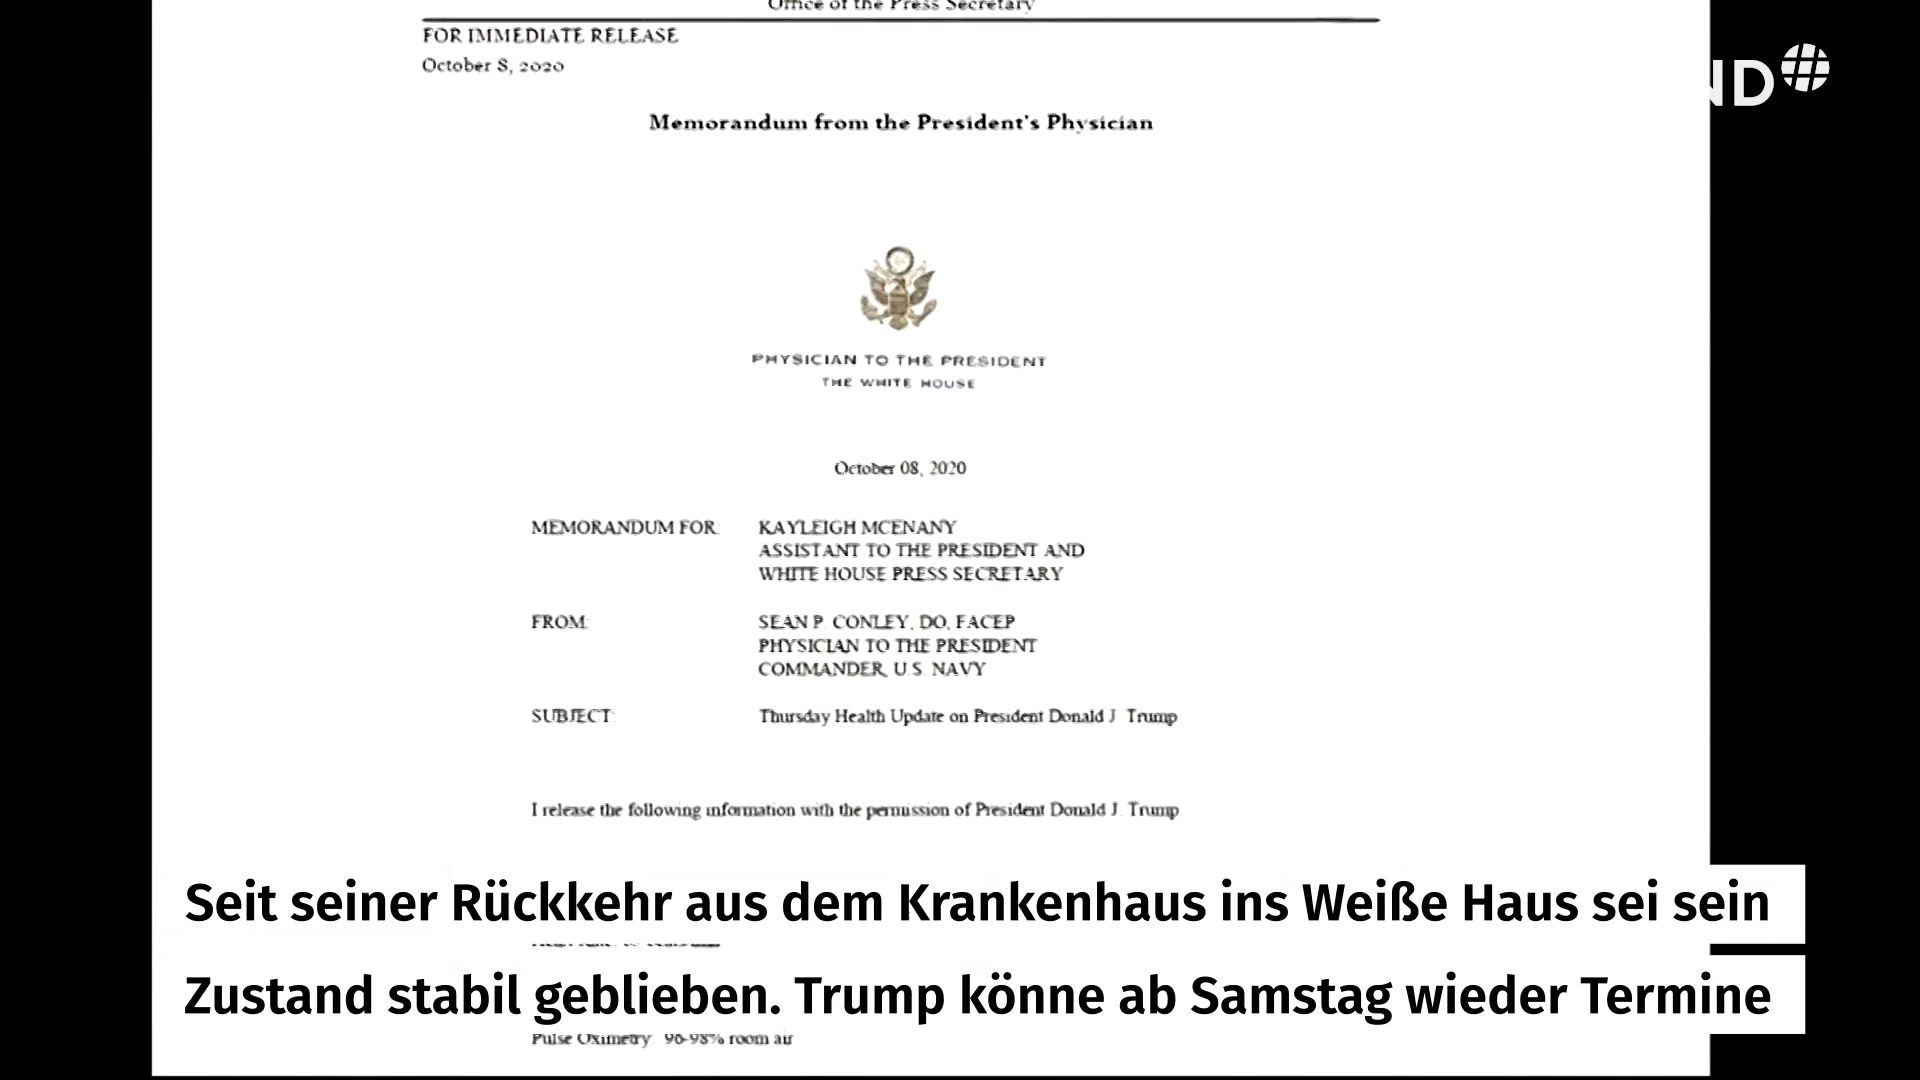 Office of the Press Secretary
FOR IMMEDIATE RELEASE
October 8, 2020
ND
Memorandum from the President's Physician
PHYSICIAN TO THE PRESIDENT
THE WHITE HOUSE
October 08, 2020
MEMORANDUM FOR: KAYLEIGH MCENANY
ASSISTANT TO THE PRESIDENT AND
WHITE HOUSE PRESS SECRETARY
FROM: SEAN P. CONLEY, DO, FACEP
PHYSICIAN TO THE PRESIDENT
COMMANDER, U.S. NAVY
SUBJECT: Thursday Health Update on President Donald J. Trump
I release the following information with the permission of President Donald J. Trump
Seit seiner Rückkehr aus dem Krankenhaus ins Weiße Haus sei sein
Zustand stabil geblieben. Trump könne ab Samstag wieder Termine
Pulse Oximetry: 96-98% room air